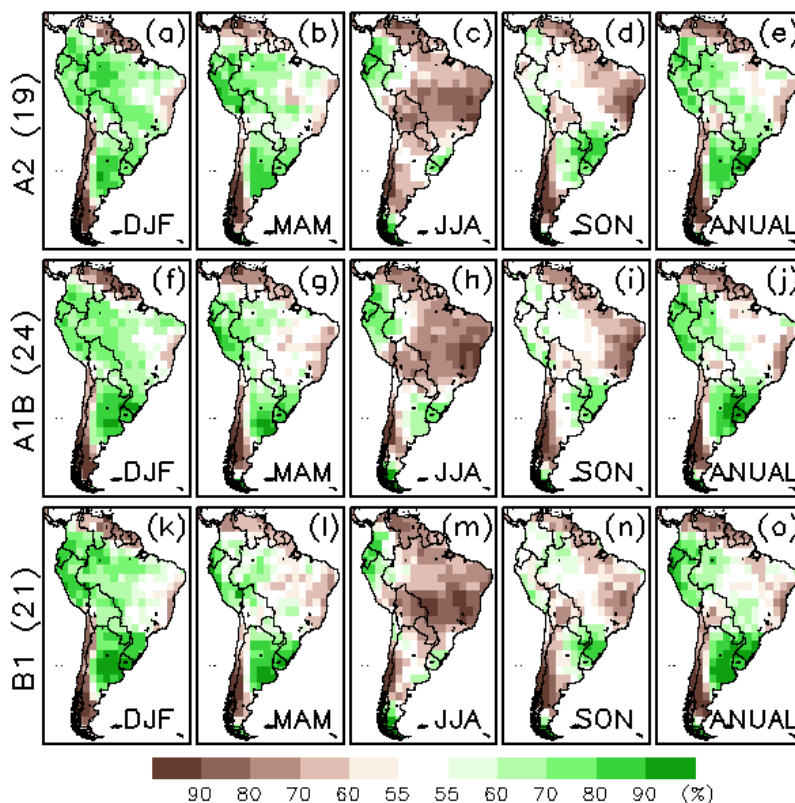 (a) (b) (c) (d) (e)
A2 (19)
DJF MAM JJA SON ANUAL
(f) (g) (h) (i) (j)
A1B (24)
DJF MAM JJA SON ANUAL
(k) (l) (m) (n) (o)
B1 (21)
DJF MAM JJA SON ANUAL
90 80 70 60 55 55 60 70 80 90 (%)